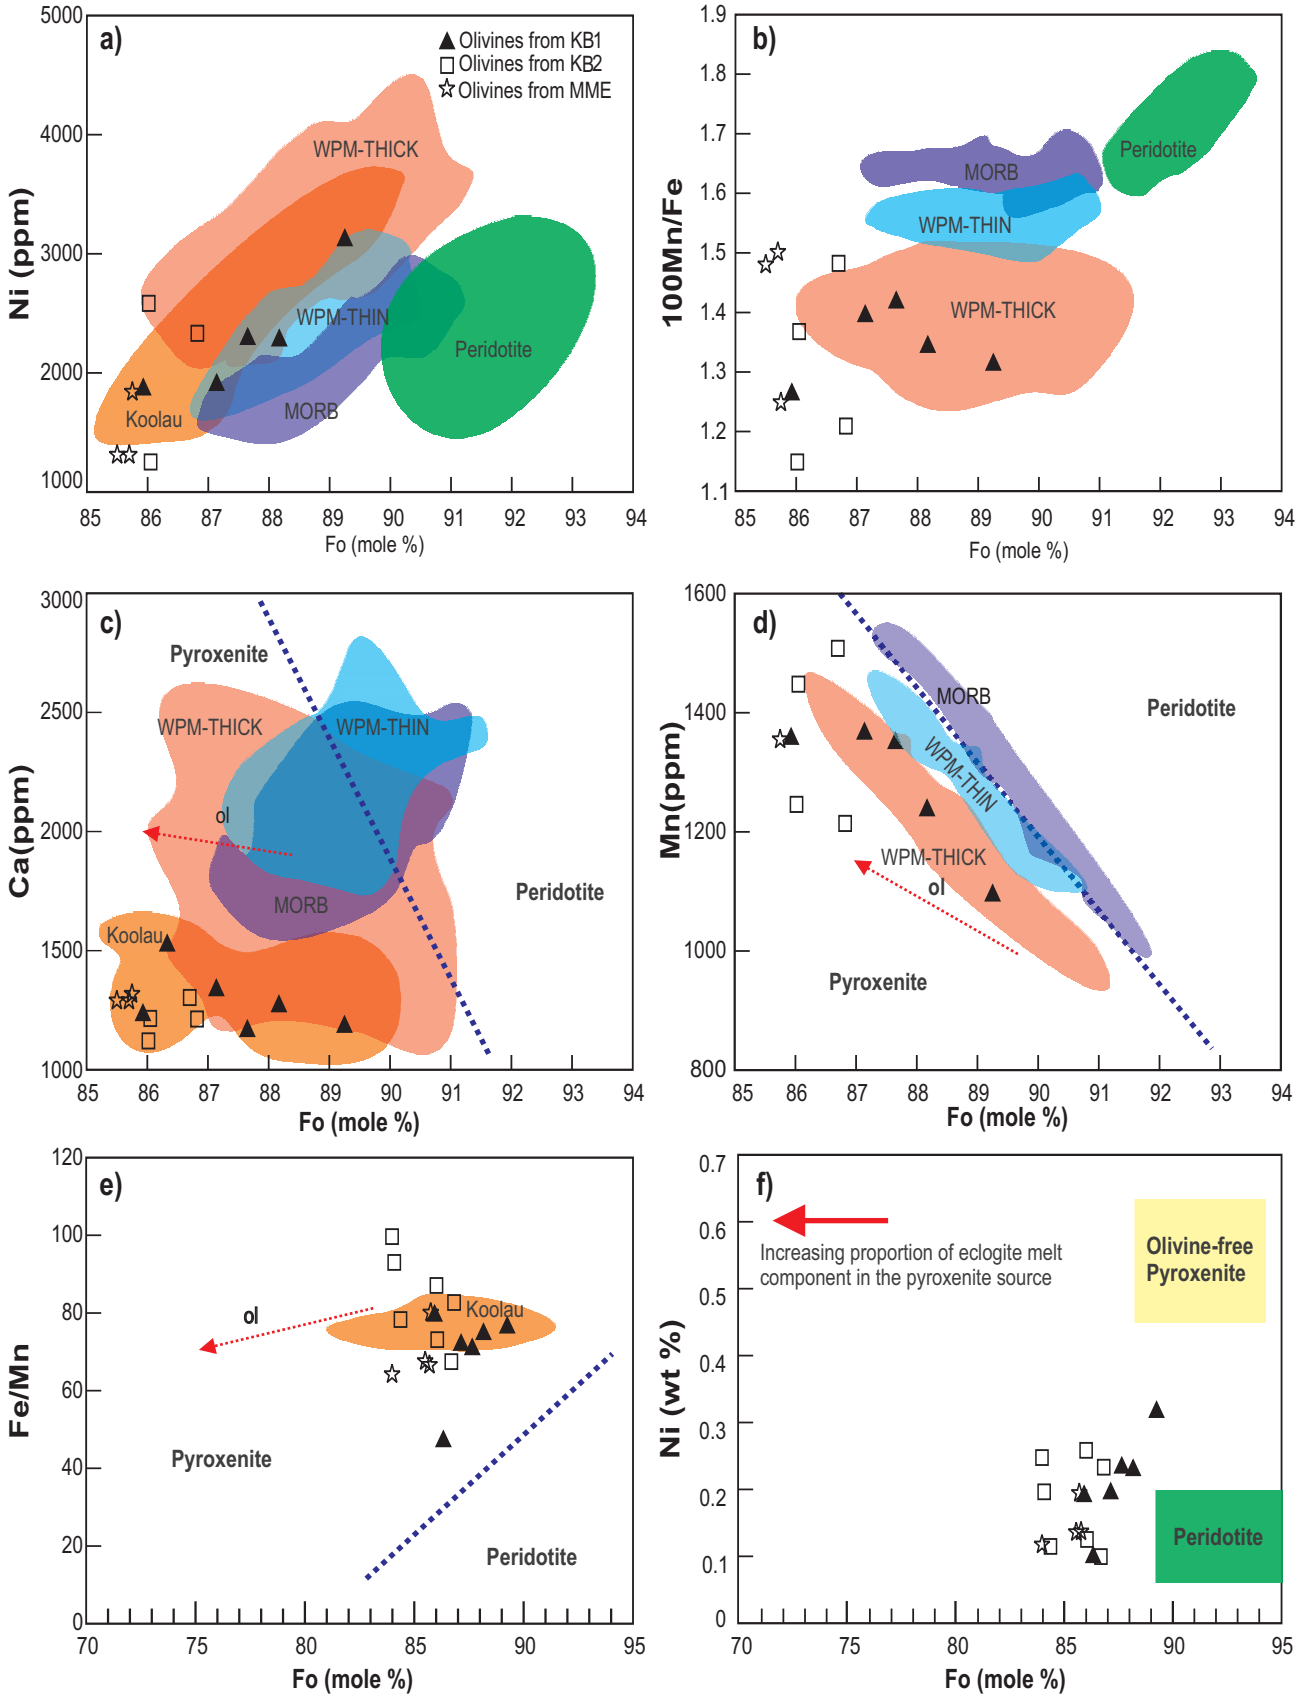 a)
Olivines from KB1
Olivines from KB2
Olivines from MME
5000
4000
3000
2000
1000
Ni (ppm)
WPM-THICK
WPM-THIN
MORB
Koolau
Peridotite
85 86 87 88 89 90 91 92 93 94
Fo (mole %)
b)
1.9
1.8
1.7
1.6
1.5
1.4
1.3
1.2
1.1
100Mn/Fe
Peridotite
MORB
WPM-THIN
WPM-THICK
85 86 87 88 89 90 91 92 93 94
Fo (mole %)
c)
3000
2500
2000
1500
1000
Ca(ppm)
Pyroxenite
WPM-THICK
WPM-THIN
ol
MORB
Peridotite
Koolau
85 86 87 88 89 90 91 92 93 94
Fo (mole %)
d)
1600
1400
1200
1000
800
Mn(ppm)
MORB
Peridotite
WPM-THIN
WPM-THICK
ol
Pyroxenite
85 86 87 88 89 90 91 92 93 94
Fo (mole %)
e)
120
100
80
60
40
20
0
Fe/Mn
ol
Koolau
Pyroxenite
Peridotite
70 75 80 85 90 95
Fo (mole %)
f)
0.7
0.6
0.5
0.4
0.3
0.2
0.1
0
Ni (wt %)
Increasing proportion of eclogite melt
component in the pyroxenite source
Olivine-free
Pyroxenite
Peridotite
70 75 80 85 90 95
Fo (mole %)